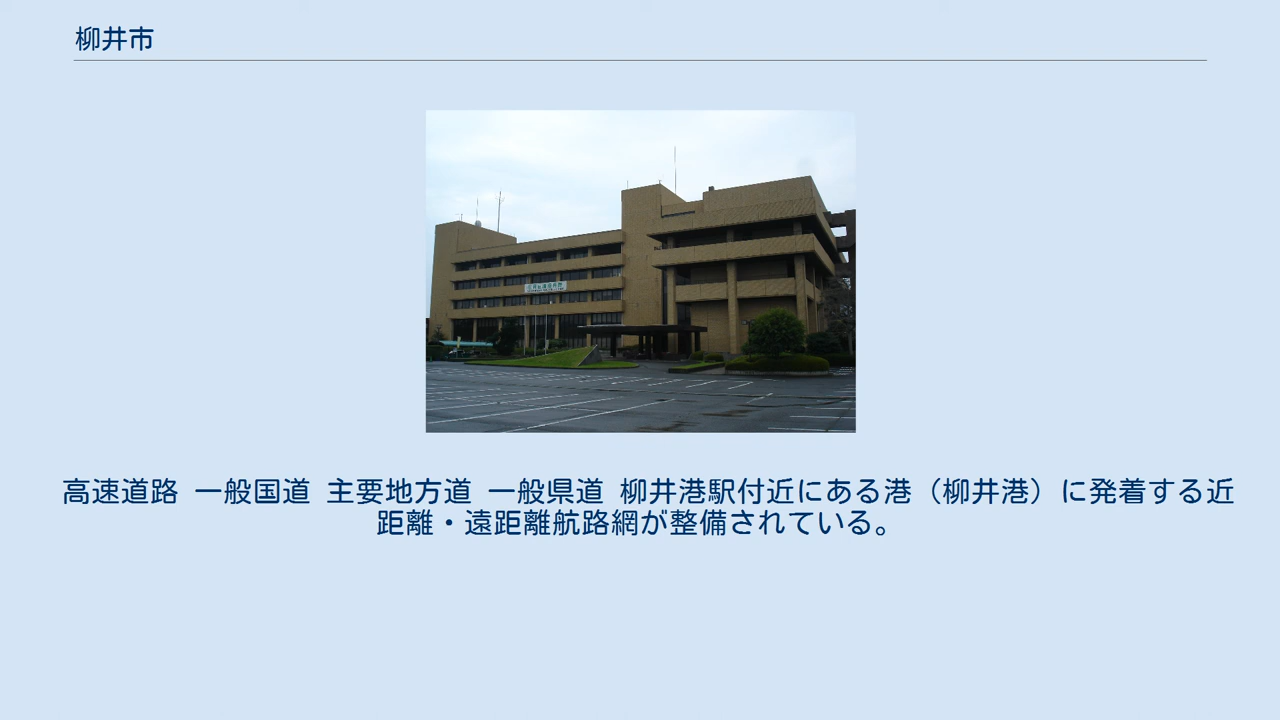 柳井市
高速道路 一般国道 主要地方道 一般県道 柳井港駅付近にある港（柳井港）に発着する近
距離・遠距離航路網が整備されている。